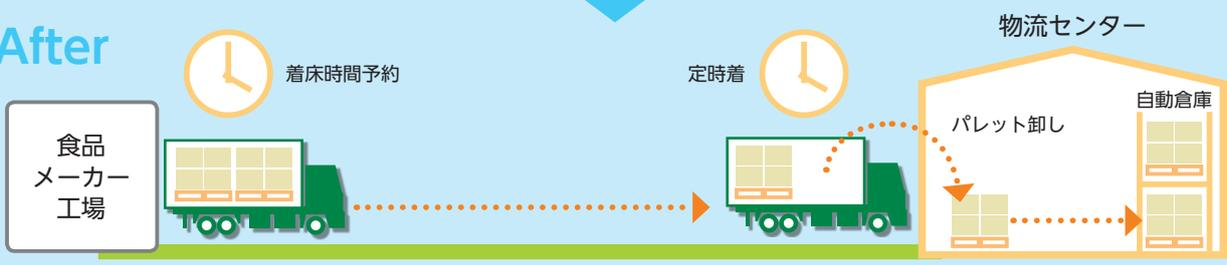 After
着床時間予約
定時着
物流センター
自動倉庫
パレット卸し
食品
メーカー
工場